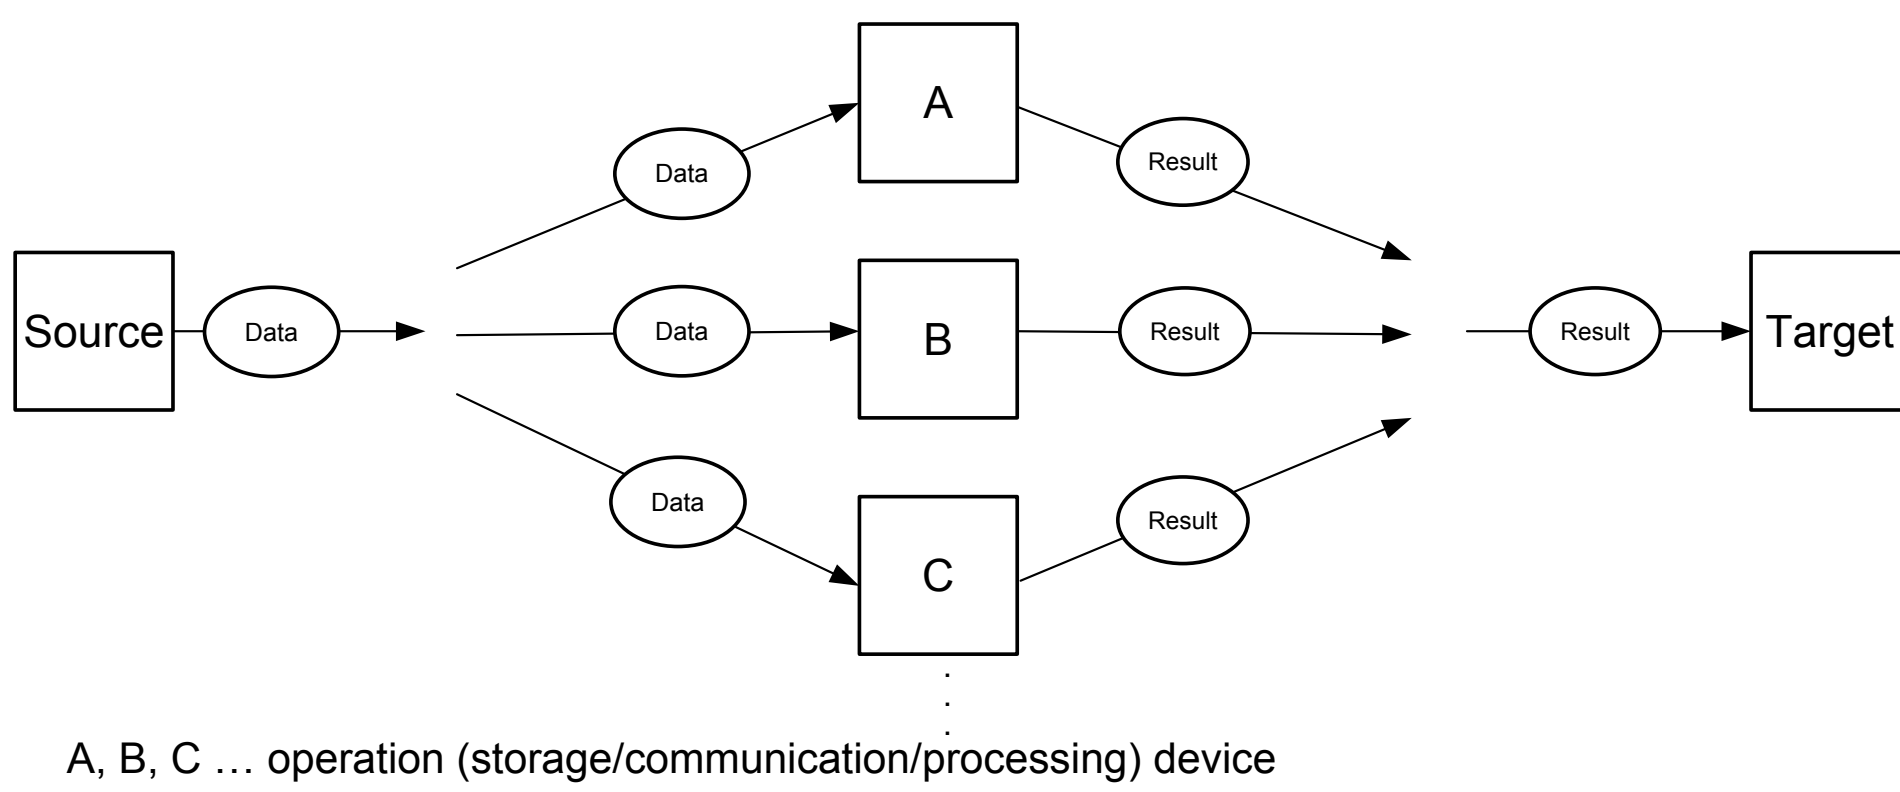 A
Data
Result
Source
Data
Data
B
Result
Result
Target
Data
C
Result
.
.
.
A, B, C … operation (storage/communication/processing) device